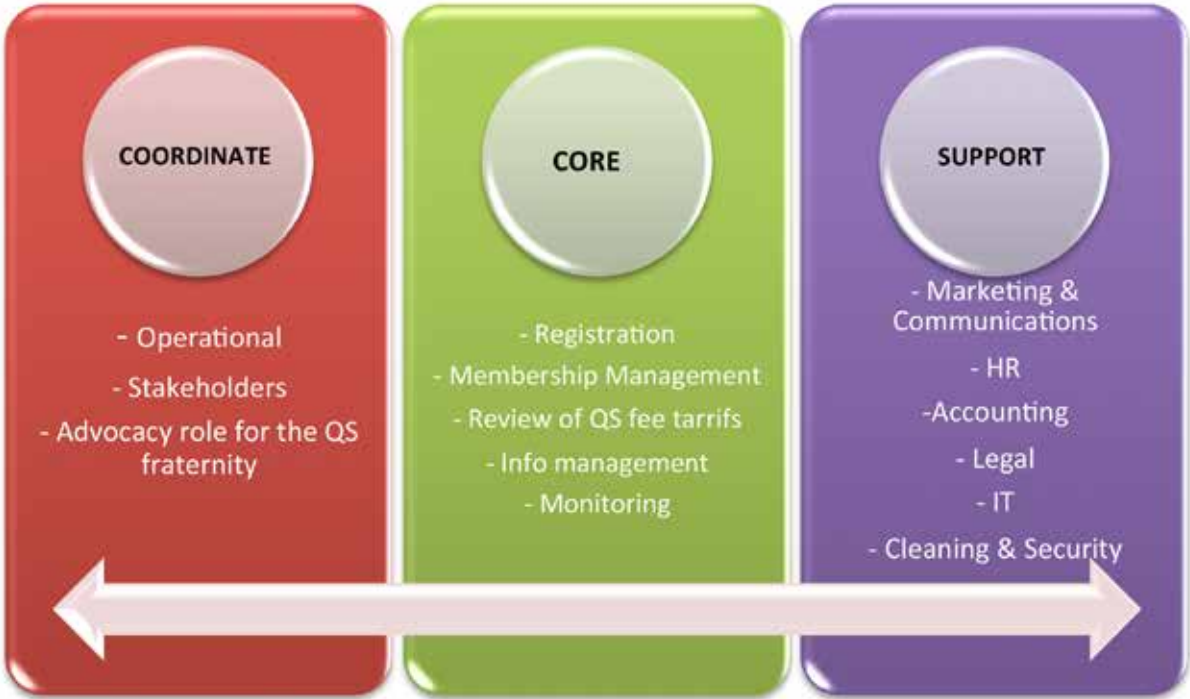 COORDINATE
- Operational
- Stakeholders
- Advocacy role for the QS
fraternity
CORE
- Registration
- Membership Management
- Review of QS fee tarrifs
- Info management
- Monitoring
SUPPORT
- Marketing &
Communications
- HR
-Accounting
- Legal
- IT
- Cleaning & Security